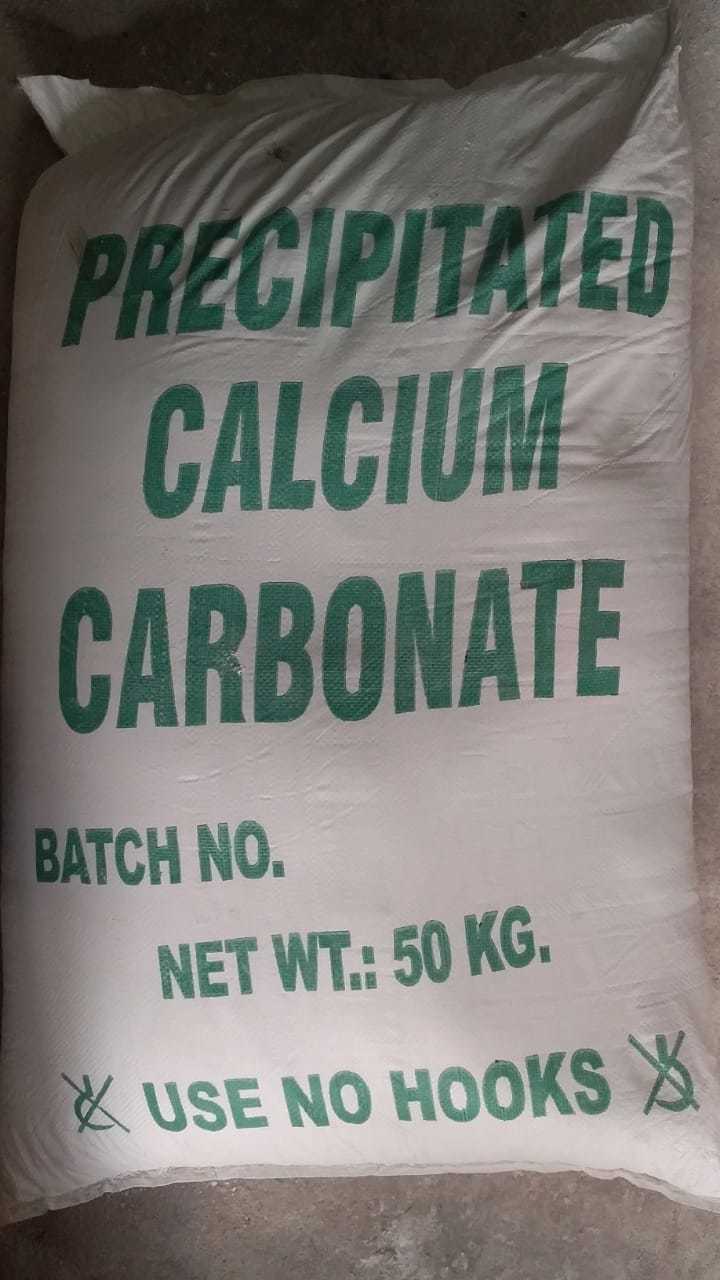 PRECIPITATED
CALCIUM
CARBONATE
BATCH NO.
NET WT.: 50 KG.
USE NO HOOKS